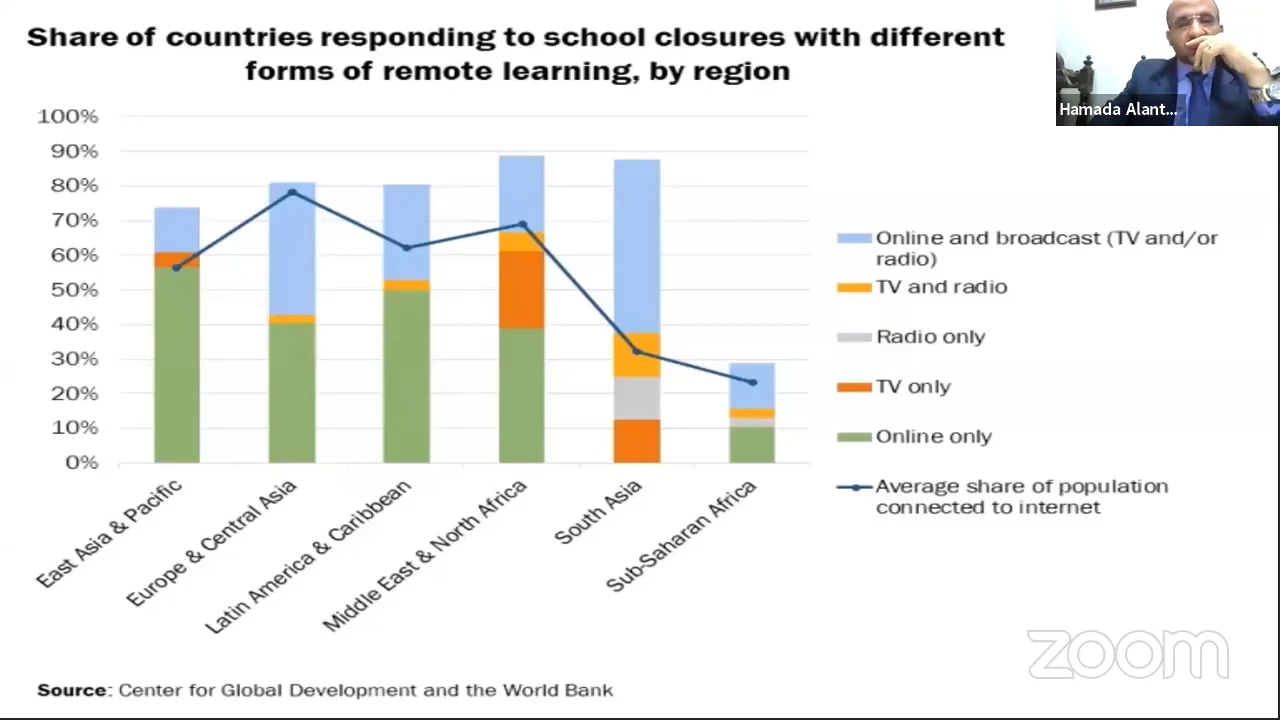 Share of countries responding to school closures with different
forms of remote learning, by region
Hamada Alant...
100%
90%
80%
70%
60%
50%
40%
30%
20%
10%
0%
East Asia & Pacific
Europe & Central Asia
Latin America & Caribbean
Middle East & North Africa
South Asia
Sub-Saharan Africa
Online and broadcast (TV and/or
radio)
TV and radio
Radio only
TV only
Online only
Average share of population
connected to internet
zoom
Source: Center for Global Development and the World Bank